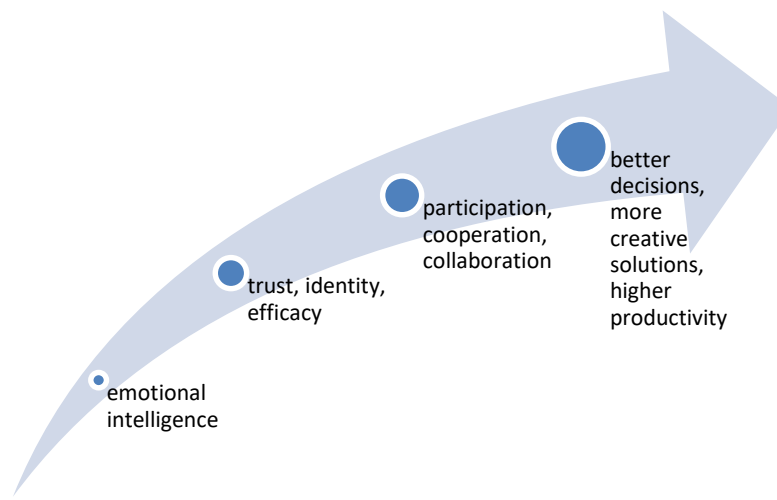 emotional
intelligence
trust, identity,
efficacy
participation,
cooperation,
collaboration
better
decisions,
more
creative
solutions,
higher
productivity